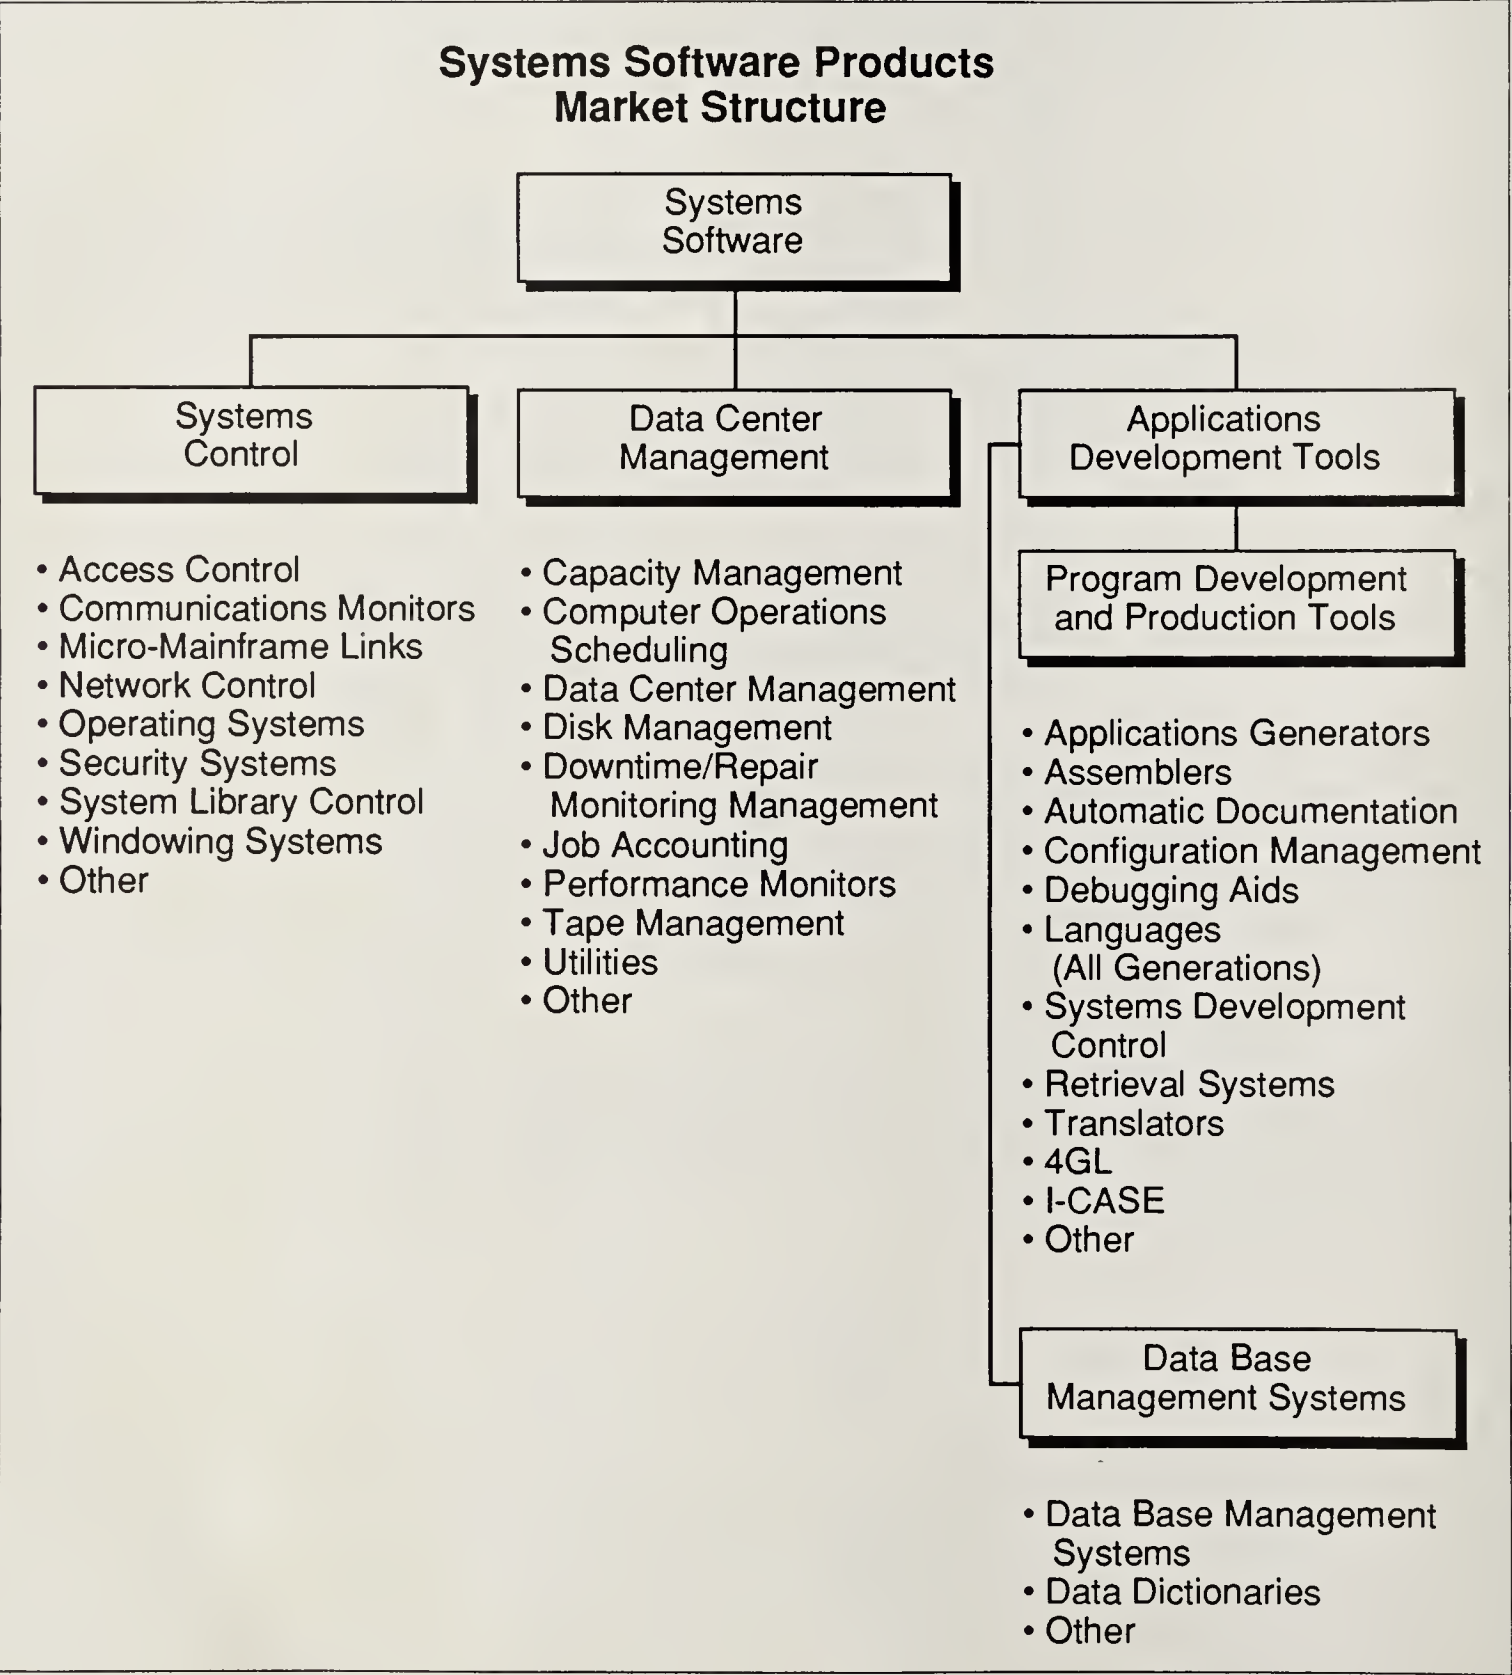 Systems Software Products
Market Structure
Systems
Software
Systems
Control
• Access Control
• Communications Monitors
• Micro-Mainframe Links
• Network Control
• Operating Systems
• Security Systems
• System Library Control
• Windowing Systems
• Other
Data Center
Management
• Capacity Management
• Computer Operations
Scheduling
• Data Center Management
• Disk Management
• Downtime/Repair
Monitoring Management
• Job Accounting
• Performance Monitors
• Tape Management
• Utilities
• Other
Applications
Development Tools
Program Development
and Production Tools
• Applications Generators
• Assemblers
• Automatic Documentation
• Configuration Management
• Debugging Aids
• Languages
(All Generations)
• Systems Development
Control
• Retrieval Systems
• Translators
• 4GL
• I-CASE
• Other
Data Base
Management Systems
• Data Base Management
Systems
• Data Dictionaries
• Other